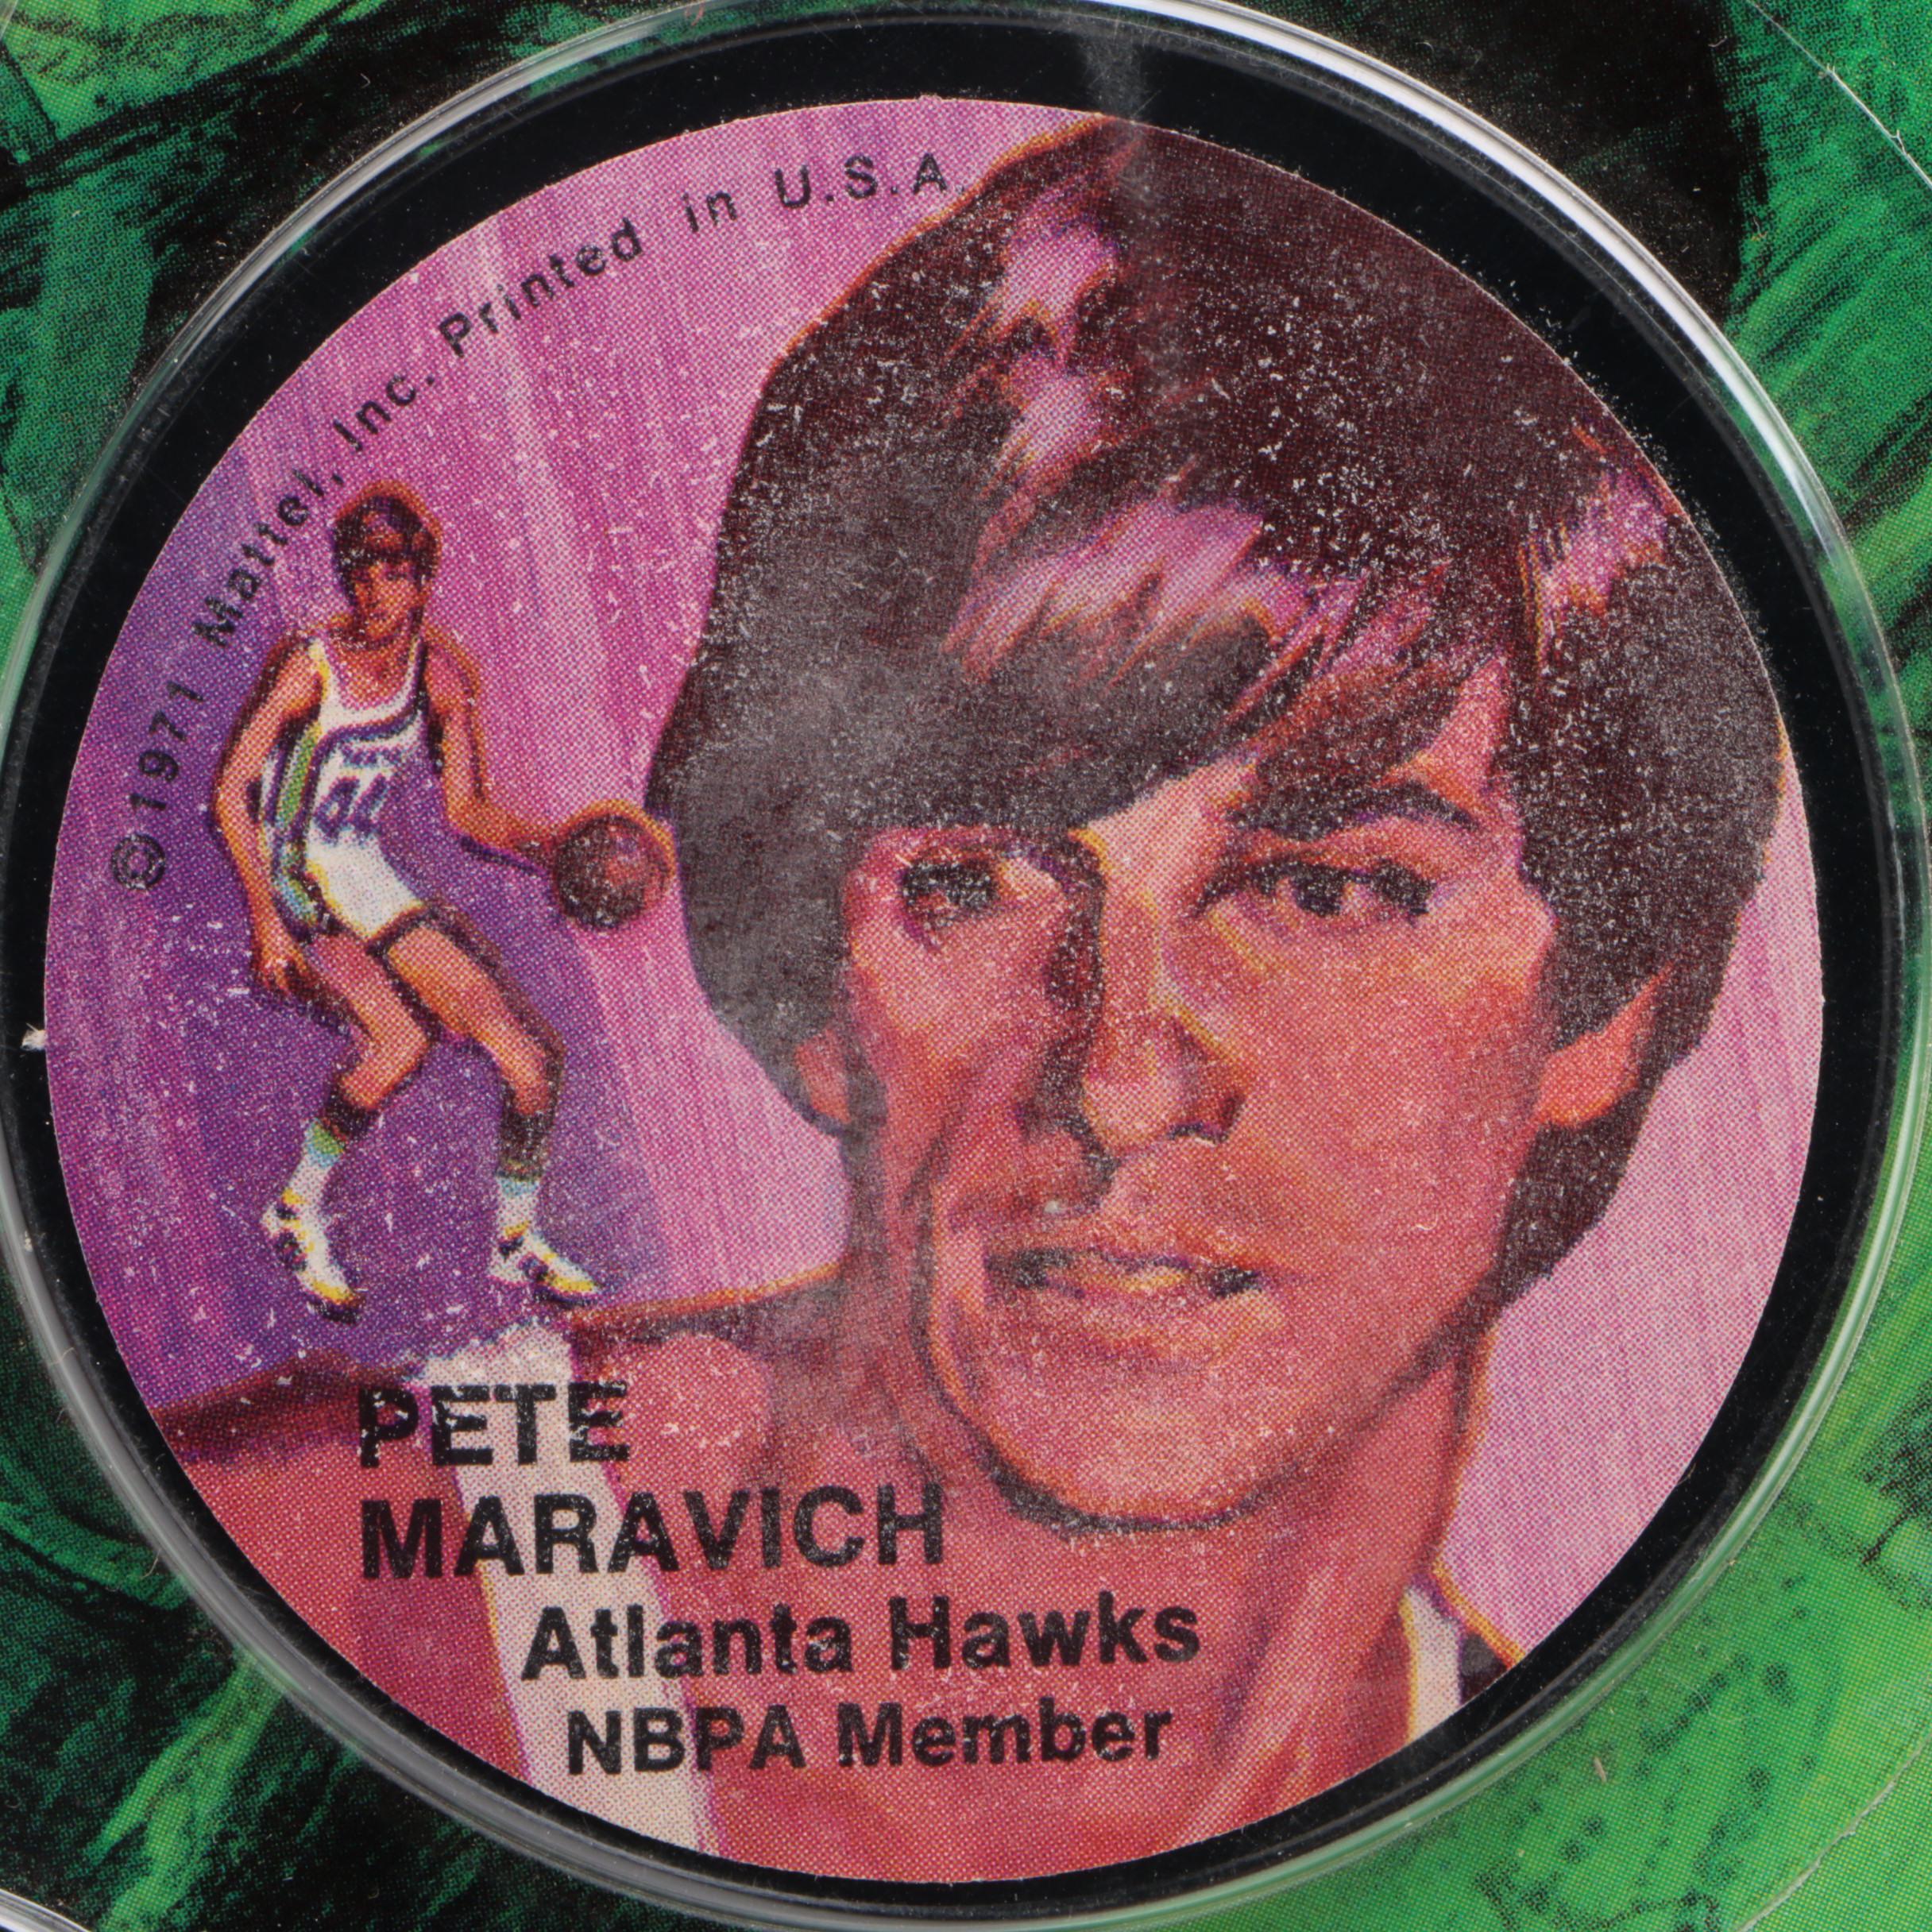 ©1971 Mattel, Inc. Printed in U.S.A.
PETE
MARAVICH
Atlanta Hawks
NBPA Member